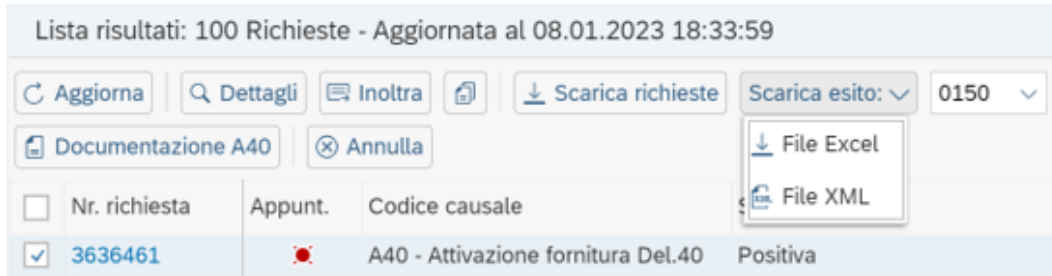 Lista risultati: 100 Richieste - Aggiornata al 08.01.2023 18:33:59
Aggiorna Dettagli Inoltra Scarica richieste Scarica esito: 0150
Documentazione A40 Annulla
File Excel
File XML
Nr. richiesta Appunt. Codice causale
3636461 A40 - Attivazione fornitura Del.40 Positiva